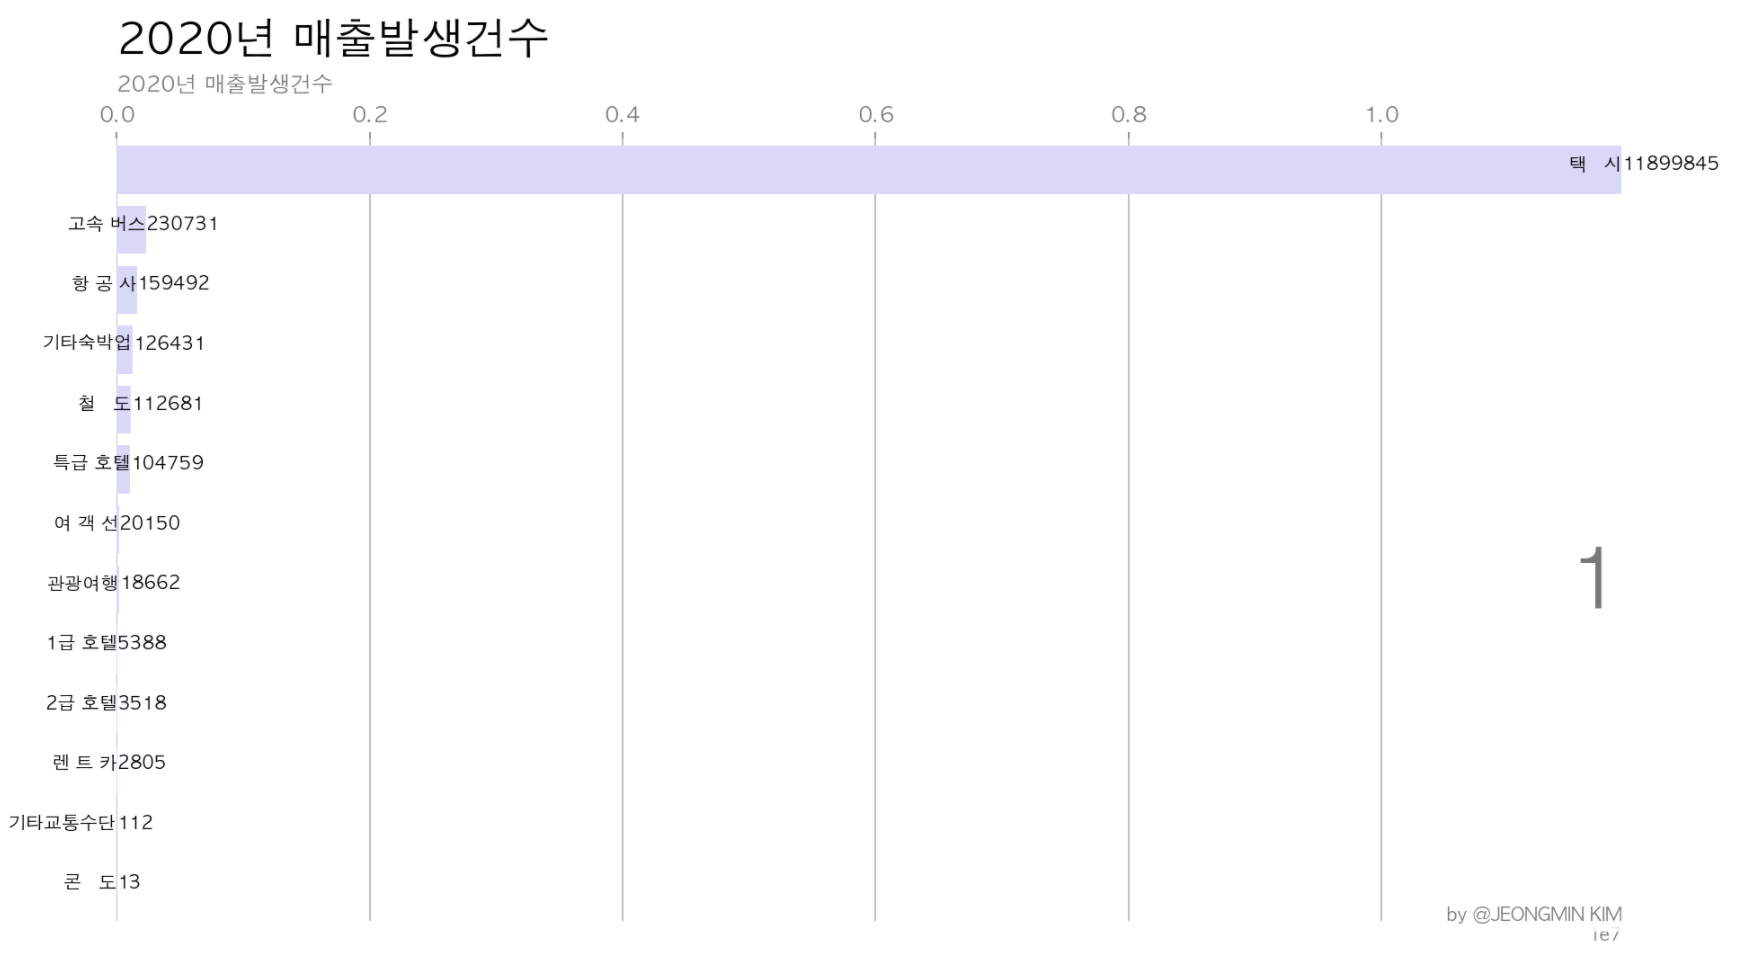 2020년 매출발생건수
2020년 매출발생건수
0.0 0.2 0.4 0.6 0.8 1.0
택 시11899845
고속 버스230731
항 공 사159492
기타숙박업126431
철 도112681
특급 호텔104759
여 객 선20150
관광여행18662
1
1급 호텔5388
2급 호텔3518
렌 트 카2805
기타교통수단112
콘 도13
by @JEONGMIN KIM
1e7